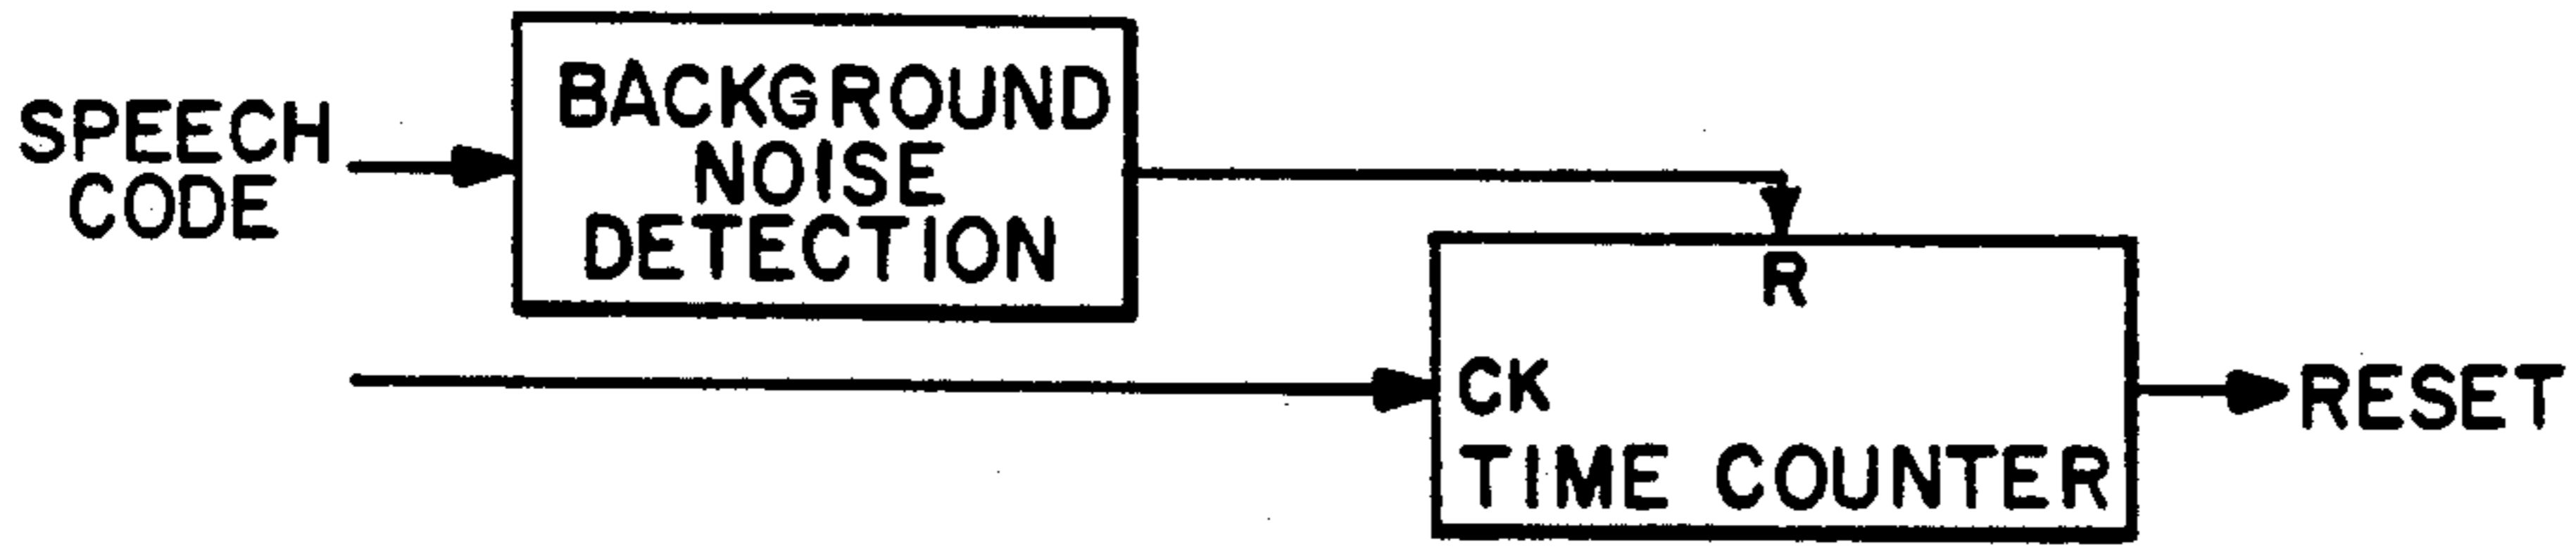 SPEECH
CODE
BACKGROUND
NOISE
DETECTION
R
CK
TIME COUNTER
RESET